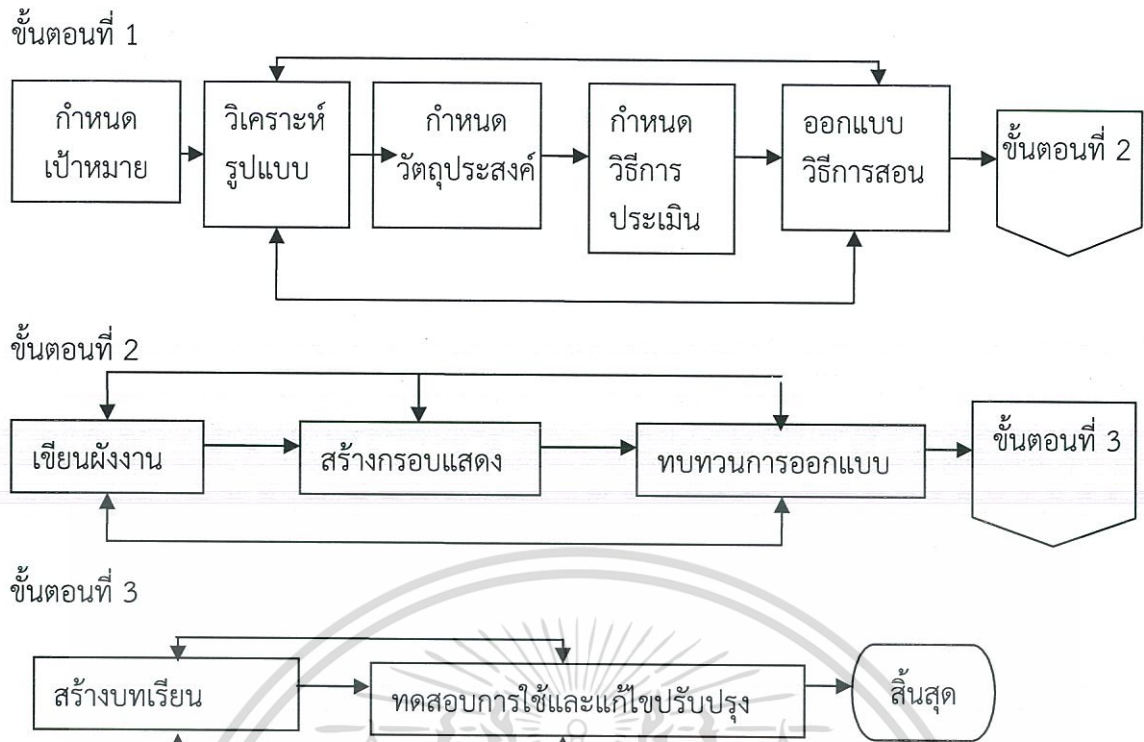 ขั้นตอนที่ 1
กำหนด
เป้าหมาย
วิเคราะห์
รูปแบบ
กำหนด
วัตถุประสงค์
กำหนด
วิธีการ
ประเมิน
ออกแบบ
วิธีการสอน
ขั้นตอนที่ 2
ขั้นตอนที่ 2
เขียนผังงาน
สร้างกรอบแสดง
ทบทวนการออกแบบ
ขั้นตอนที่ 3
ขั้นตอนที่ 3
สร้างบทเรียน
ทดสอบการใช้และแก้ไขปรับปรุง
สิ้นสุด